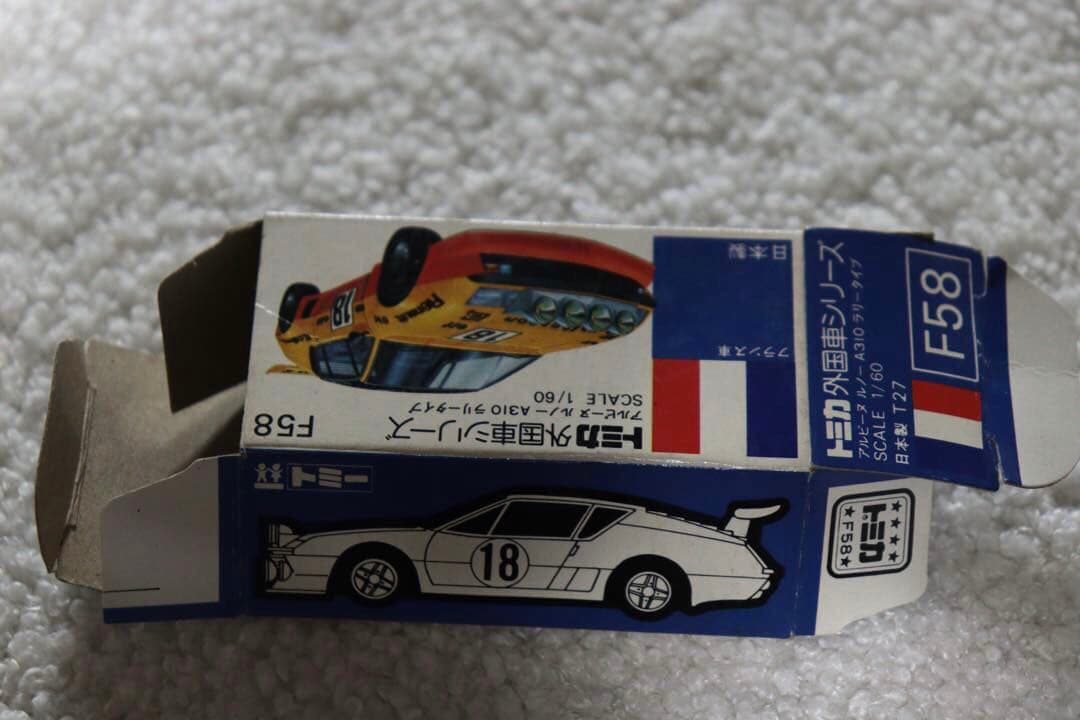 日本製
フランス車
トミカ外国車シリーズ
アルピーヌ ルノー A310 ラリータイプ
SCALE 1/60
F58
18
18
トミカ外国車シリーズ
アルピーヌ ルノー A310 ラリータイプ
SCALE 1/60
日本製 T27
F58
トミー
18
トミカ
★F58★